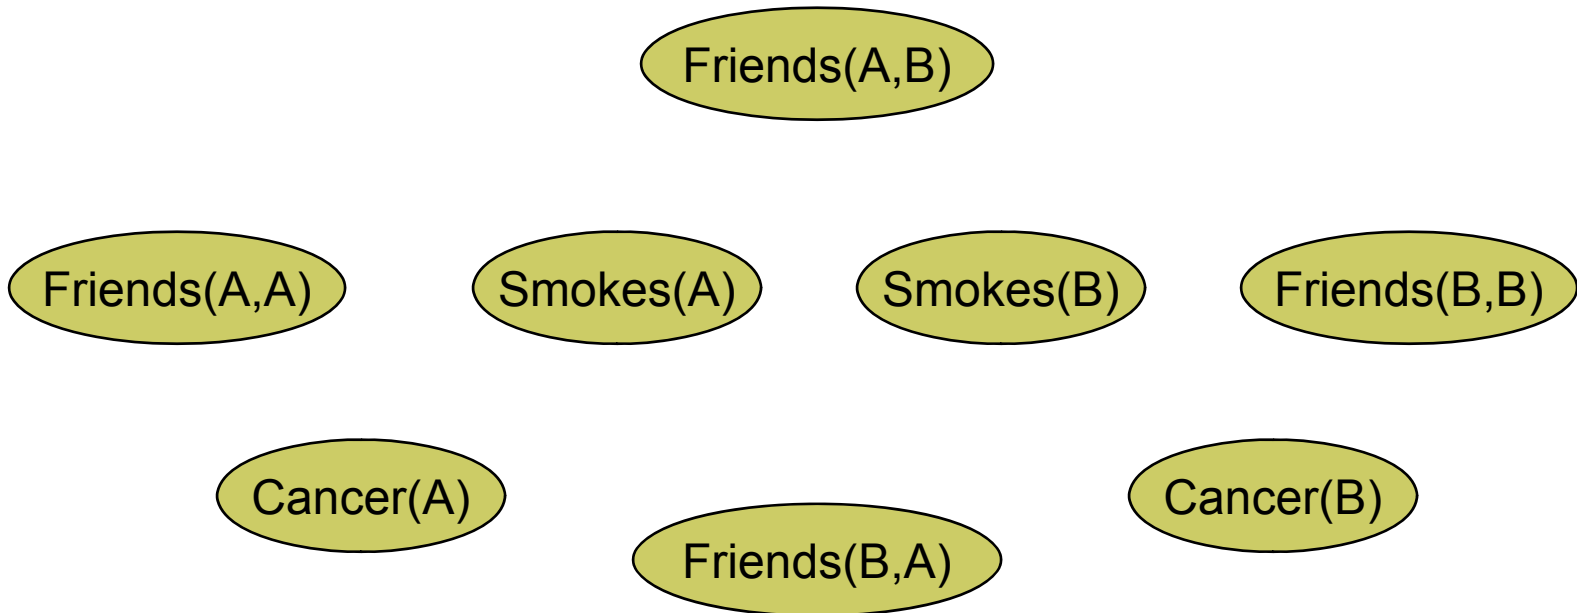 Friends(A,B)
Friends(A,A)
Smokes(A)
Smokes(B)
Friends(B,B)
Cancer(A)
Cancer(B)
Friends(B,A)